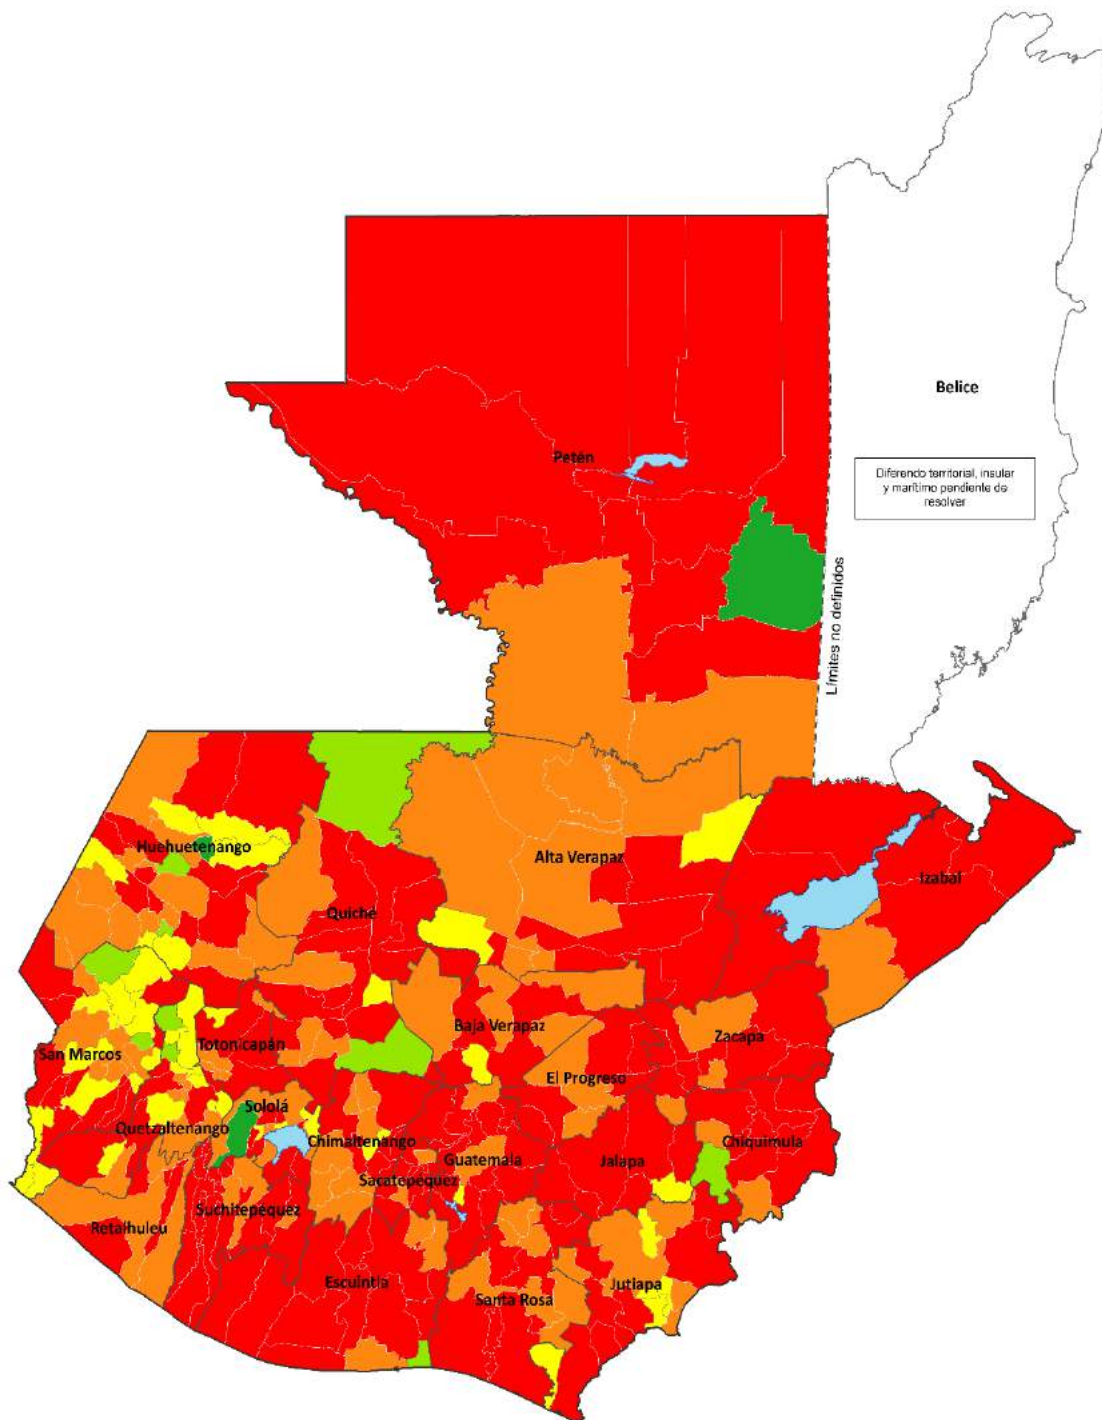 Belice
Petén
Diferendo territorial, insular
y marítimo pendiente de
resolver
Límites no definidos
Huehuetenango
Alta Verapaz
Izabal
Quiché
Baja Verapaz
Zacapa
San Marcos
Totonicapán
El Progreso
Sololá
Quetzaltenango
Chimaltenango
Chiquimula
Guatemala
Jalapa
Sacatepéquez
Retalhuleu
Suchitepéquez
Escuintla
Jutiapa
Santa Rosa